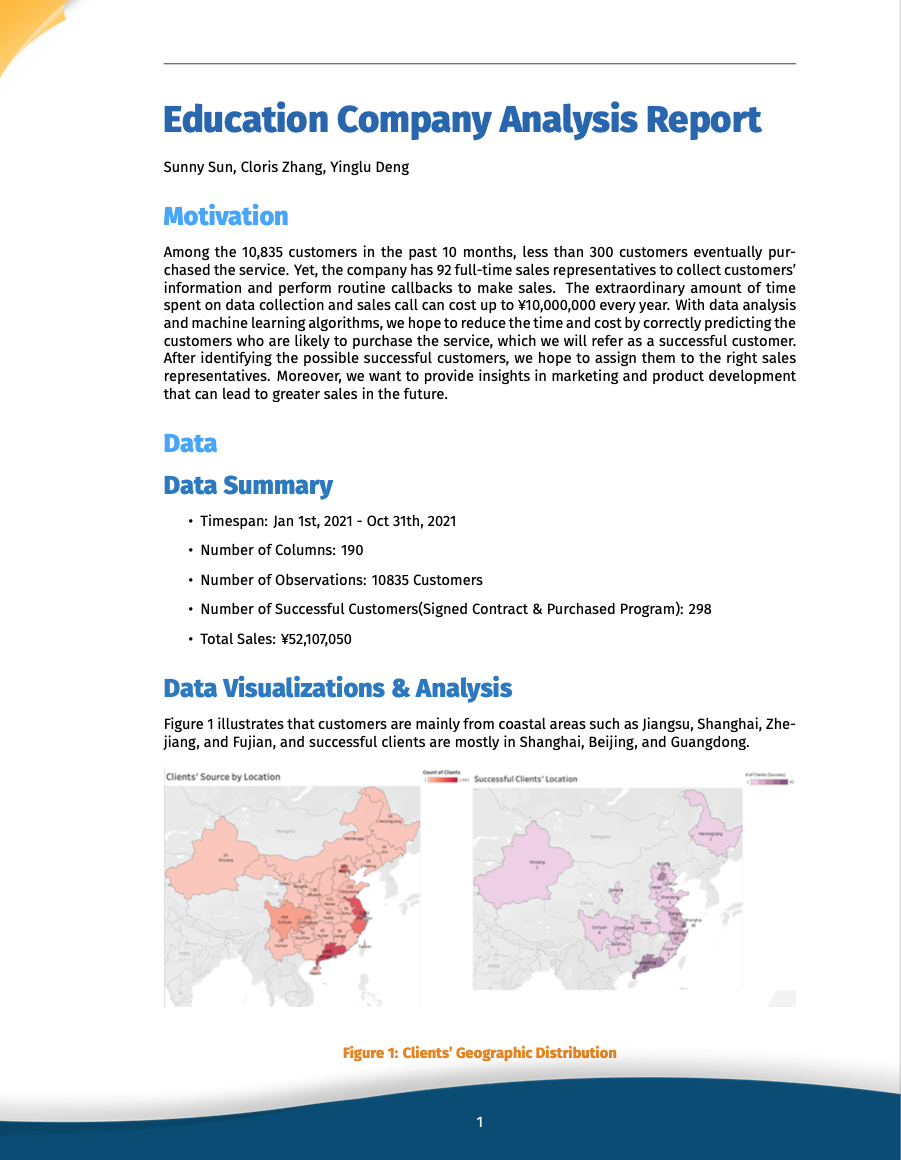 Education Company Analysis Report
Sunny Sun, Cloris Zhang, Yinglu Deng
Motivation
Among the 10,835 customers in the past 10 months, less than 300 customers eventually pur-
chased the service. Yet, the company has 92 full-time sales representatives to collect customers'
information and perform routine callbacks to make sales. The extraordinary amount of time
spent on data collection and sales call can cost up to ¥10,000,000 every year. With data analysis
and machine learning algorithms, we hope to reduce the time and cost by correctly predicting the
customers who are likely to purchase the service, which we will refer as a successful customer.
After identifying the possible successful customers, we hope to assign them to the right sales
representatives. Moreover, we want to provide insights in marketing and product development
that can lead to greater sales in the future.
Data
Data Summary
• Timespan: Jan 1st, 2021 - Oct 31th, 2021
• Number of Columns: 190
• Number of Observations: 10835 Customers
• Number of Successful Customers(Signed Contract & Purchased Program): 298
• Total Sales: ¥52,107,050
Data Visualizations & Analysis
Figure 1 illustrates that customers are mainly from coastal areas such as Jiangsu, Shanghai, Zhe-
jiang, and Fujian, and successful clients are mostly in Shanghai, Beijing, and Guangdong.
Clients' Source by Location
Count of Clients
Successful Clients' Location
# of Clients (Success)
Figure 1: Clients' Geographic Distribution
1